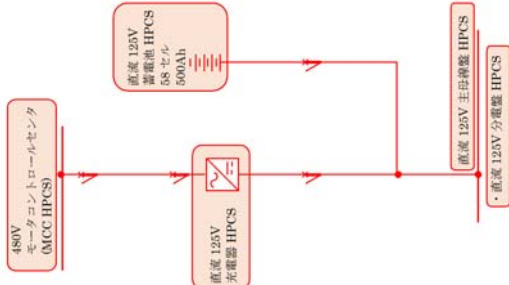 480V
モータコントロールセンタ
(MCC HPCS)
直流 125V
蓄電池 HPCS
58 セル
500Ah
直流 125V
充電器 HPCS
直流 125V 主母線盤 HPCS
・直流 125V 分電盤 HPCS